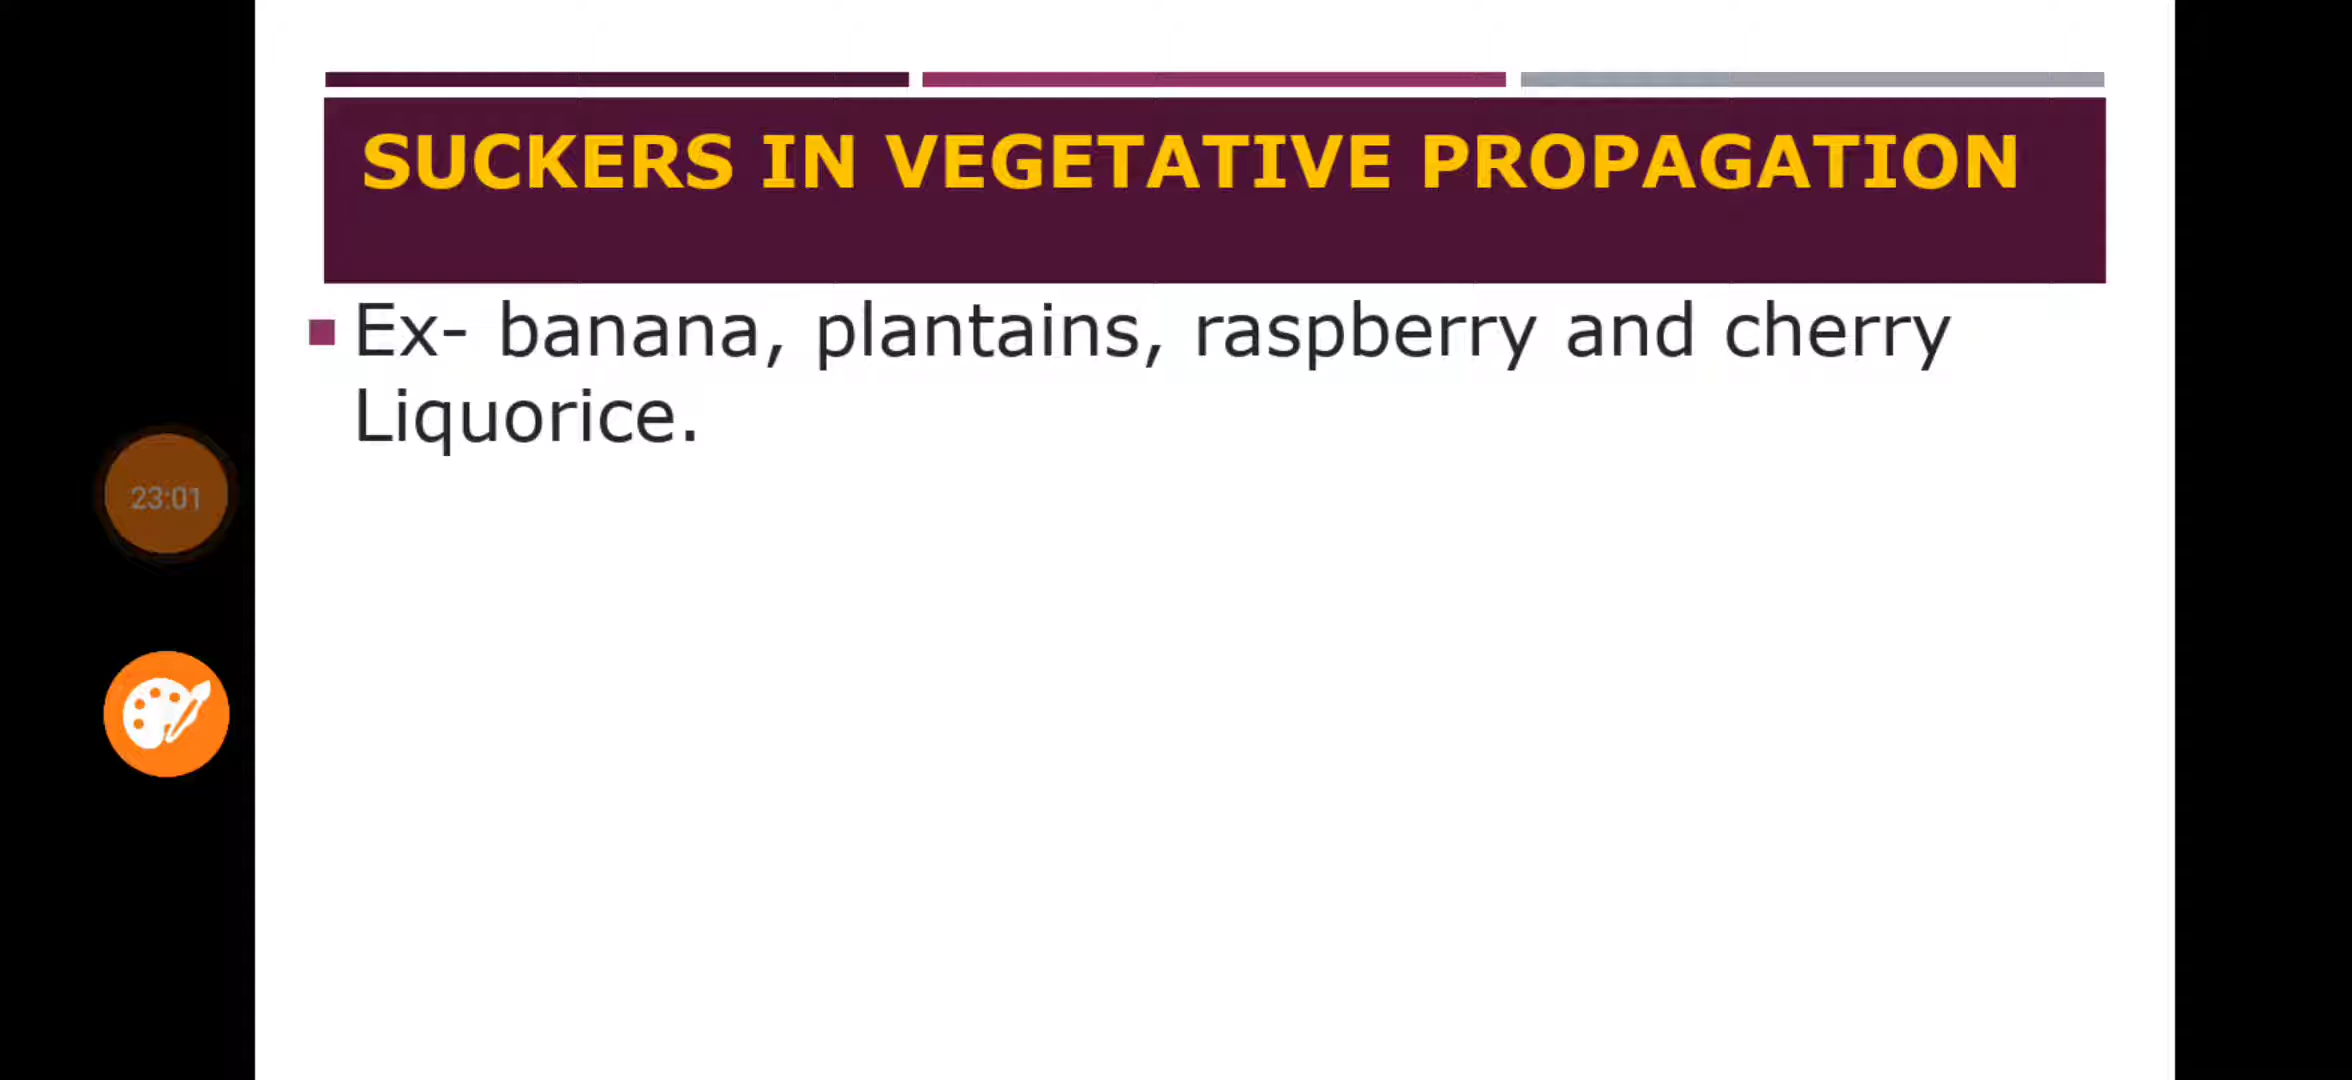 SUCKERS IN VEGETATIVE PROPAGATION
Ex- banana, plantains, raspberry and cherry
Liquorice.
23:01